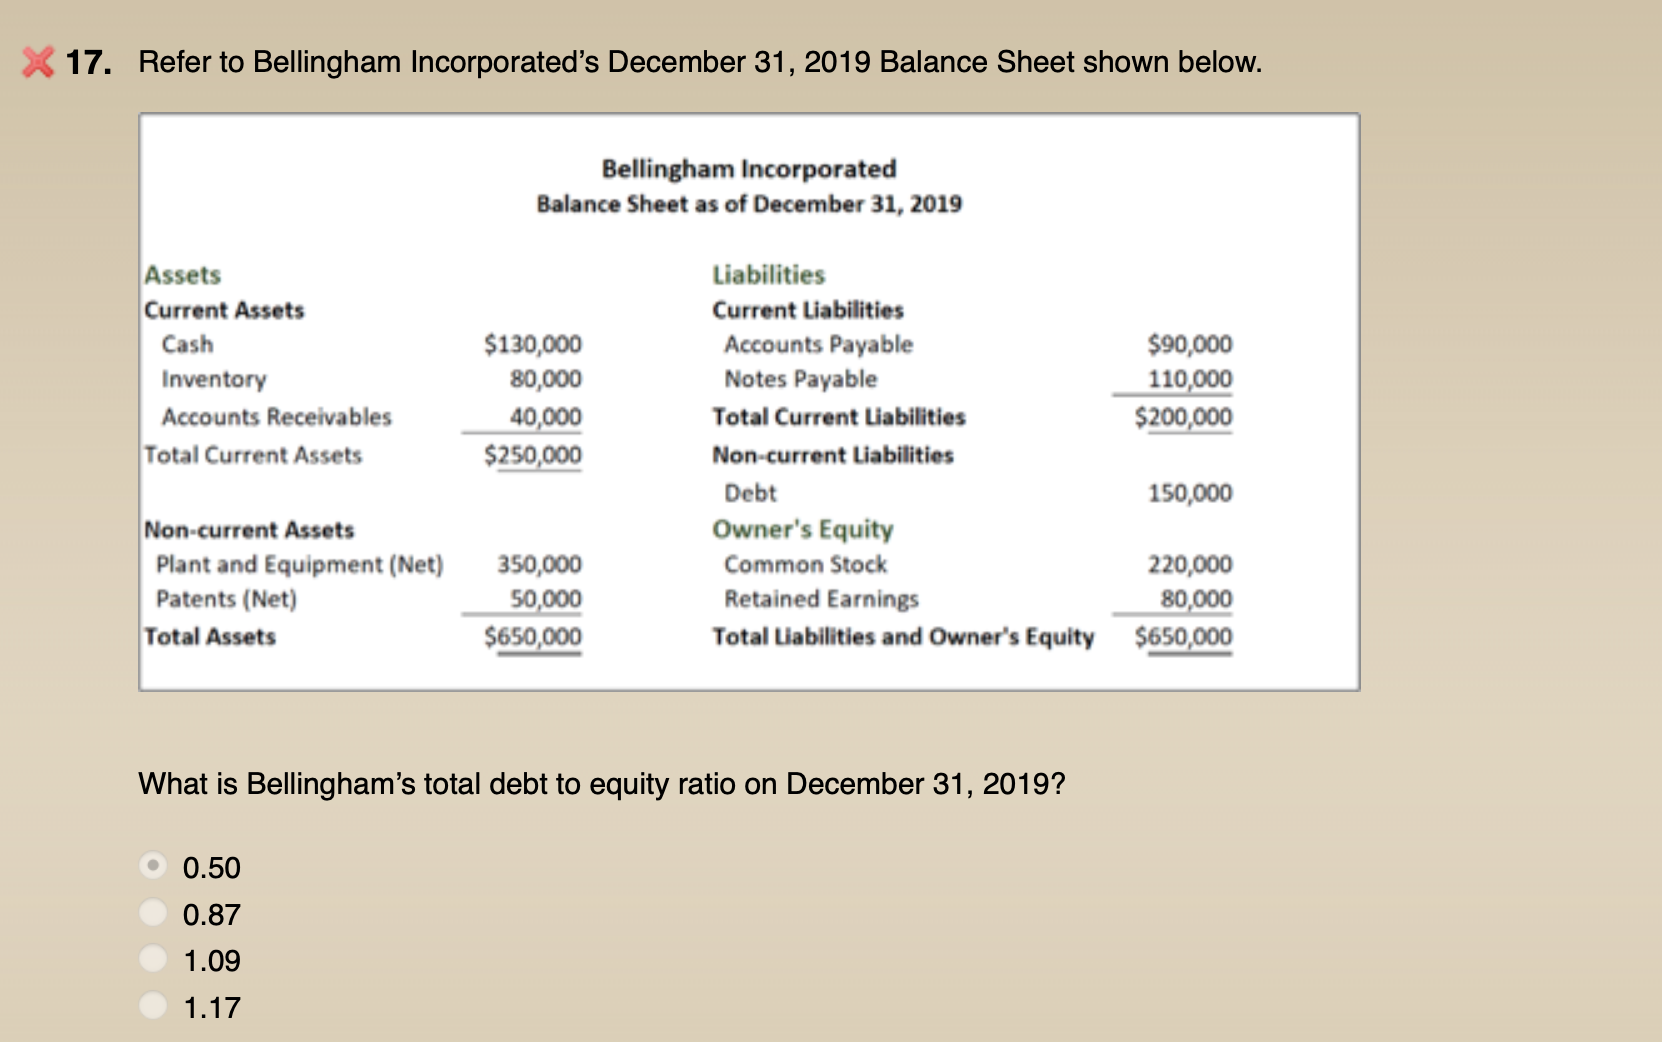 17. Refer to Bellingham Incorporated's December 31, 2019 Balance Sheet shown below.
Bellingham Incorporated
Balance Sheet as of December 31, 2019
Assets Liabilities
Current Assets Current Liabilities
Cash $130,000 Accounts Payable $90,000
Inventory 80,000 Notes Payable 110,000
Accounts Receivables 40,000 Total Current Liabilities $200,000
Total Current Assets $250,000 Non-current Liabilities
Debt 150,000
Non-current Assets Owner's Equity
Plant and Equipment (Net) 350,000 Common Stock 220,000
Patents (Net) 50,000 Retained Earnings 80,000
Total Assets $650,000 Total Liabilities and Owner's Equity $650,000
What is Bellingham's total debt to equity ratio on December 31, 2019?
0.50
0.87
1.09
1.17